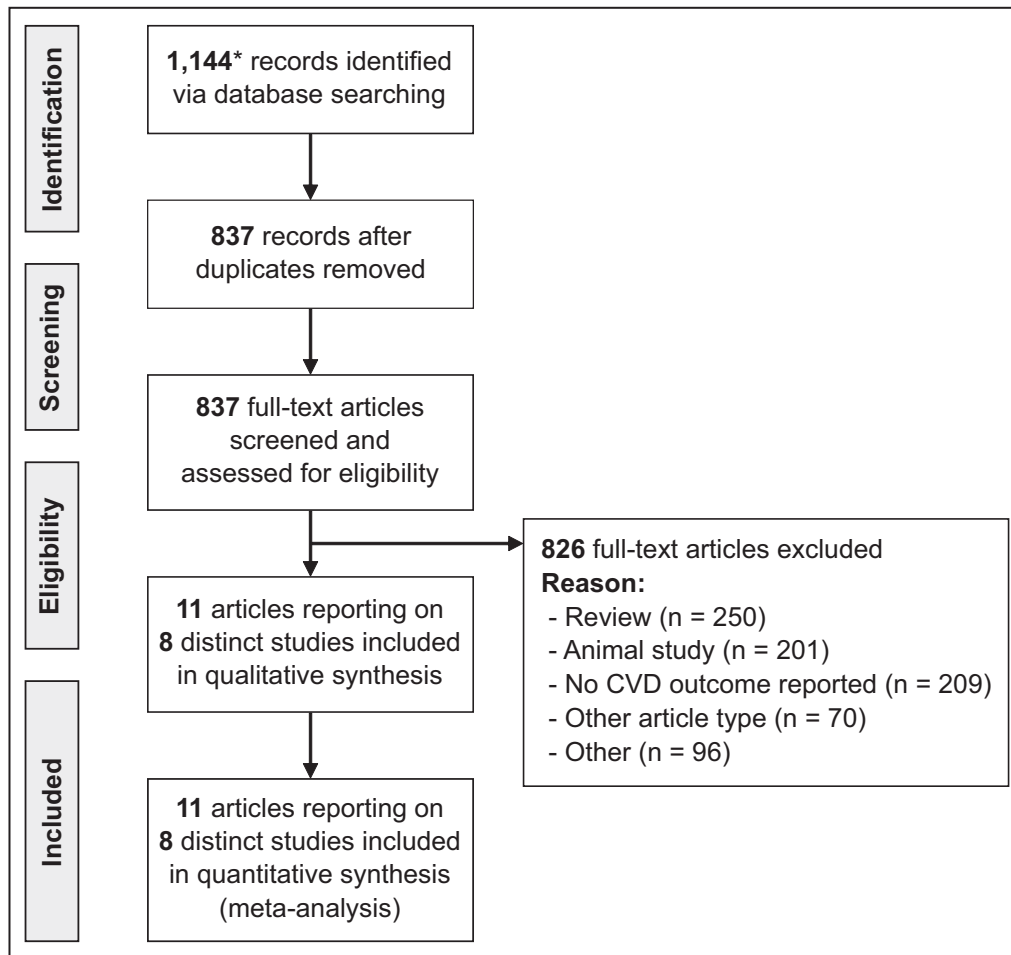 Identification
1,144* records identified
via database searching
837 records after
duplicates removed
Screening
837 full-text articles
screened and
assessed for eligibility
Eligibility
826 full-text articles excluded
Reason:
- Review (n = 250)
- Animal study (n = 201)
- No CVD outcome reported (n = 209)
- Other article type (n = 70)
- Other (n = 96)
11 articles reporting on
8 distinct studies included
in qualitative synthesis
Included
11 articles reporting on
8 distinct studies included
in quantitative synthesis
(meta-analysis)